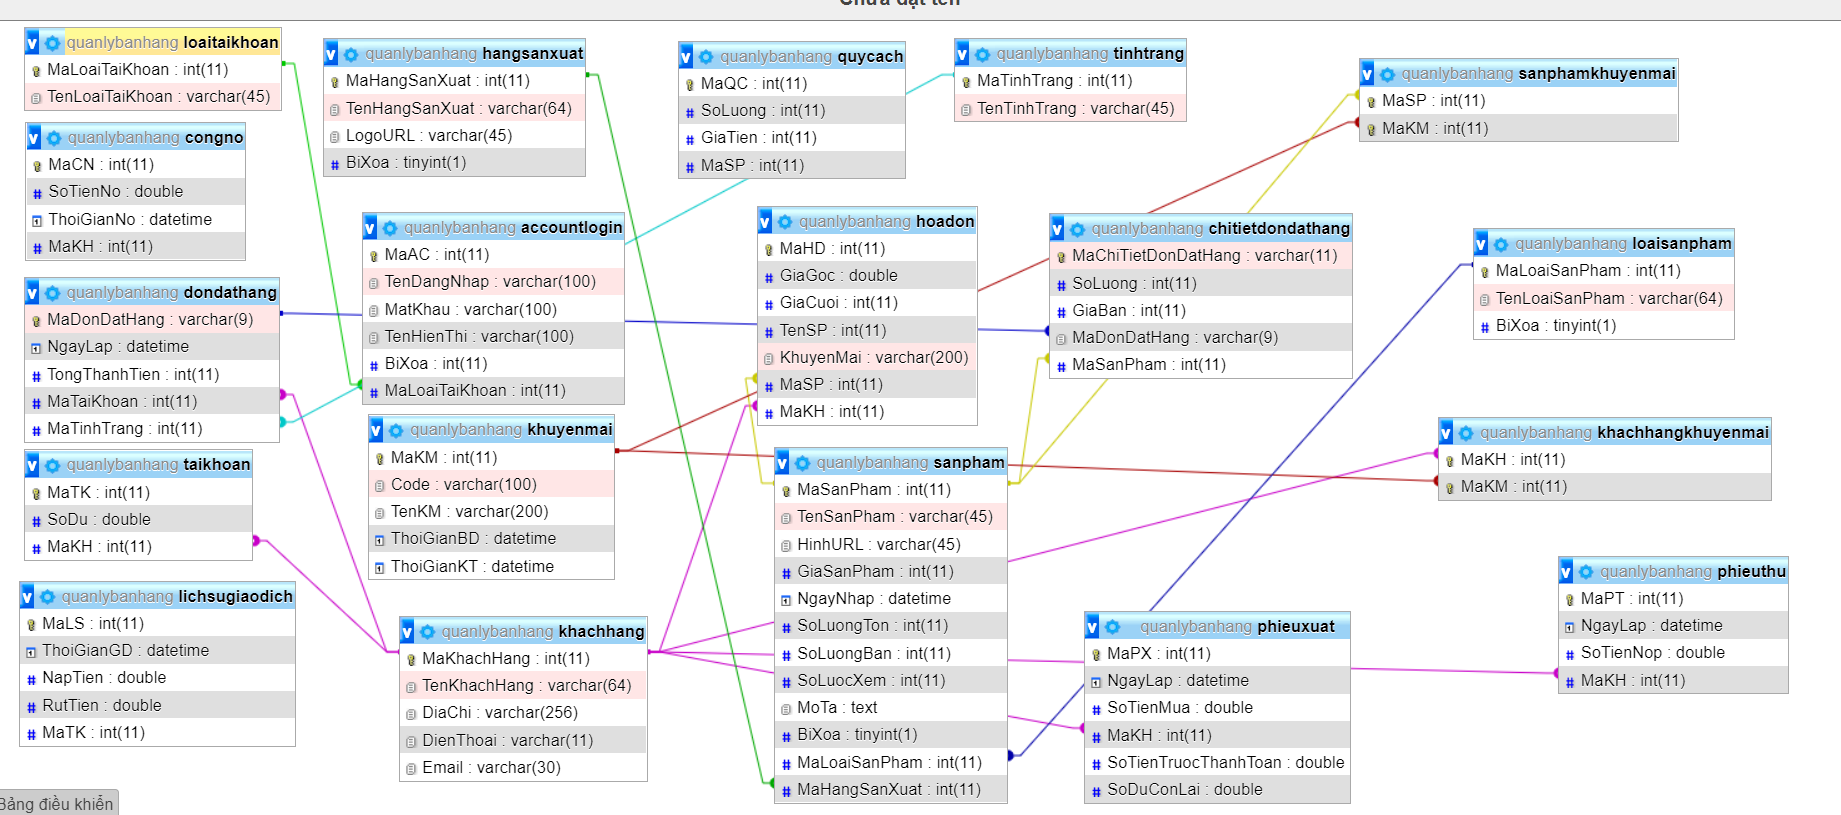 Chưa đặt tên
v quanlybanhang loaitaikhoan
MaLoaiTaiKhoan : int(11)
TenLoaiTaiKhoan : varchar(45)
v quanlybanhang congno
MaCN : int(11)
# SoTienNo : double
ThoiGianNo : datetime
# MaKH : int(11)
v quanlybanhang dondathang
MaDonDatHang : varchar(9)
NgayLap : datetime
# TongThanhTien : int(11)
# MaTaiKhoan : int(11)
# MaTinhTrang : int(11)
v quanlybanhang taikhoan
MaTK : int(11)
# SoDu : double
# MaKH : int(11)
v quanlybanhang lichsugiaodich
MaLS : int(11)
ThoiGianGD : datetime
# NapTien : double
# RutTien : double
# MaTK : int(11)
Bảng điều khiển
v quanlybanhang hangsanxuat
MaHangSanXuat : int(11)
TenHangSanXuat : varchar(64)
LogoURL : varchar(45)
# BiXoa : tinyint(1)
v quanlybanhang accountlogin
MaAC : int(11)
TenDangNhap : varchar(100)
MatKhau : varchar(100)
TenHienThi : varchar(100)
# BiXoa : int(11)
# MaLoaiTaiKhoan : int(11)
v quanlybanhang khuyenmai
MaKM : int(11)
Code : varchar(100)
TenKM : varchar(200)
ThoiGianBD : datetime
ThoiGianKT : datetime
v quanlybanhang khachhang
MaKhachHang : int(11)
TenKhachHang : varchar(64)
DiaChi : varchar(256)
DienThoai : varchar(11)
Email : varchar(30)
v quanlybanhang quycach
MaQC : int(11)
# SoLuong : int(11)
# GiaTien : int(11)
# MaSP : int(11)
v quanlybanhang hoadon
MaHD : int(11)
# GiaGoc : double
# GiaCuoi : int(11)
# TenSP : int(11)
KhuyenMai : varchar(200)
# MaSP : int(11)
# MaKH : int(11)
v quanlybanhang sanpham
MaSanPham : int(11)
TenSanPham : varchar(45)
HinhURL : varchar(45)
# GiaSanPham : int(11)
NgayNhap : datetime
# SoLuongTon : int(11)
# SoLuongBan : int(11)
# SoLuocXem : int(11)
MoTa : text
# BiXoa : tinyint(1)
# MaLoaiSanPham : int(11)
# MaHangSanXuat : int(11)
v quanlybanhang tinhtrang
MaTinhTrang : int(11)
TenTinhTrang : varchar(45)
v quanlybanhang chitietdondathang
MaChiTietDonDatHang : varchar(11)
# SoLuong : int(11)
# GiaBan : int(11)
MaDonDatHang : varchar(9)
# MaSanPham : int(11)
v quanlybanhang phieuxuat
MaPX : int(11)
NgayLap : datetime
# SoTienMua : double
# MaKH : int(11)
# SoTienTruocThanhToan : double
# SoDuConLai : double
v quanlybanhang sanphamkhuyenmai
MaSP : int(11)
MaKM : int(11)
v quanlybanhang loaisanpham
MaLoaiSanPham : int(11)
TenLoaiSanPham : varchar(64)
# BiXoa : tinyint(1)
v quanlybanhang khachhangkhuyenmai
MaKH : int(11)
MaKM : int(11)
v quanlybanhang phieuthu
MaPT : int(11)
NgayLap : datetime
# SoTienNop : double
# MaKH : int(11)